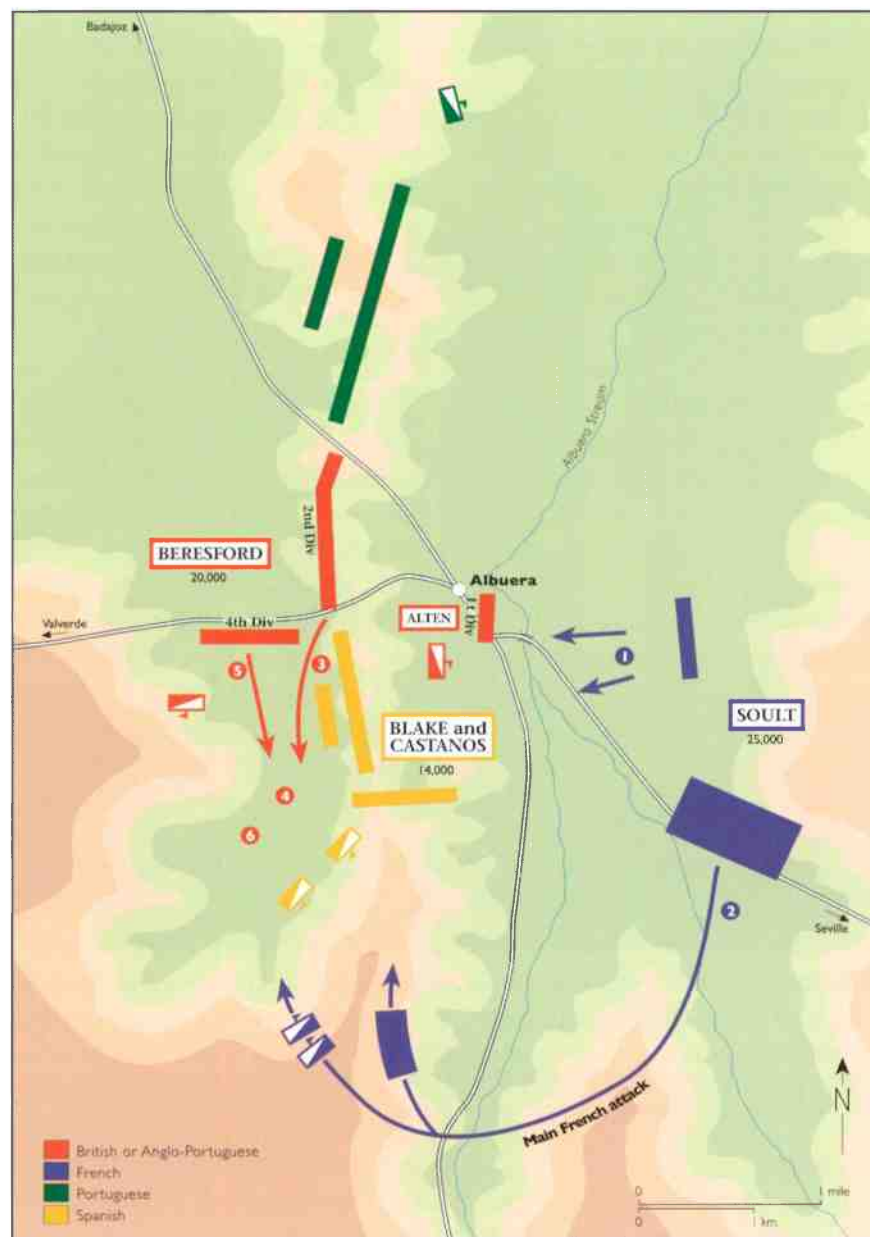 Badajoz
Albuera Stream
2nd Div
BERESFORD
20,000
Albuera
Valverde
4th Div
ALTEN
Lt Div
1
5
3
SOULT
25,000
BLAKE and
CASTANOS
14,000
4
6
2
Seville
Main French attack
N
British or Anglo-Portuguese
French
Portuguese
Spanish
0 1 mile
0 1 km